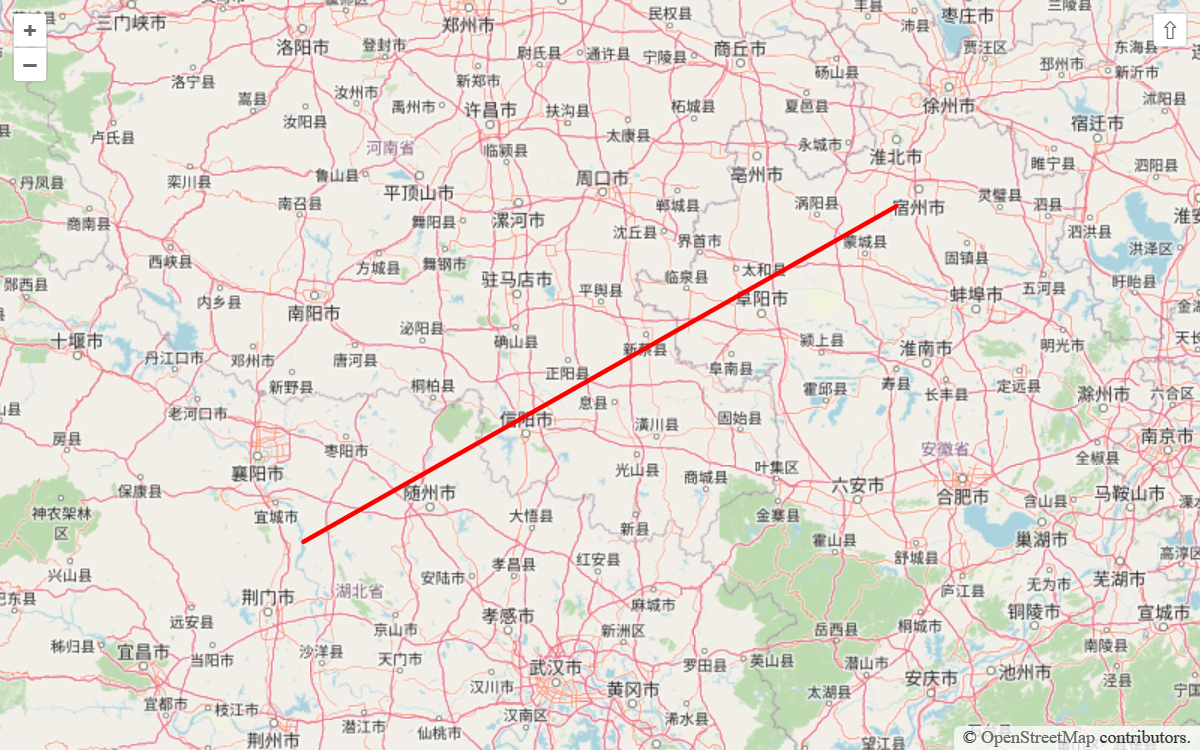 三门峡市
洛阳市
登封市
郑州市
尉氏县
通许县
民权县
宁陵县
商丘市
丰县
沛县
枣庄市
三陵县
贾汪区
东海县
邳州市
新沂市
洛宁县
嵩县
汝州市
新郑市
禹州市
许昌市
扶沟县
柘城县
夏邑县
砀山县
徐州市
沭阳县
宿迁市
卢氏县
汝阳县
河南省
临颍县
太康县
永城市
淮北市
睢宁县
泗阳县
丹凤县
栾川县
鲁山县
平顶山市
周口市
亳州市
商南县
南召县
舞阳县
漯河市
郸城县
涡阳县
宿州市
灵璧县
泗县
泗洪县
淮安
沈丘县
界首市
蒙城县
固镇县
洪泽区
西峡县
方城县
舞钢市
驻马店市
平舆县
临泉县
太和县
阜阳市
蚌埠市
五河县
盱眙县
郧西县
内乡县
南阳市
十堰市
丹江口市
邓州市
唐河县
泌阳县
确山县
新蔡县
颍上县
淮南市
明光市
天长
新野县
桐柏县
正阳县
息县
阜南县
霍邱县
寿县
长丰县
定远县
滁州市
六合区
老河口市
房县
襄阳市
枣阳市
信阳市
潢川县
固始县
安徽省
南京市
保康县
宜城市
随州市
光山县
商城县
叶集区
六安市
合肥市
全椒县
含山县
马鞍山市
神农架林
区
大悟县
新县
金寨县
霍山县
舒城县
巢湖市
高淳区
兴山县
孝昌县
红安县
安陆市
湖北省
荆门市
麻城市
庐江县
无为市
芜湖市
巴东县
远安县
秭归县
宜昌市
当阳市
沙洋县
京山市
天门市
孝感市
新洲区
武汉市
罗田县
英山县
岳西县
桐城市
铜陵市
宣城市
南陵县
潜山市
安庆市
池州市
泾县
宜都市
枝江市
荆州市
潜江市
仙桃市
汉川市
汉南区
黄冈市
浠水县
太湖县
望江县
© OpenStreetMap contributors.